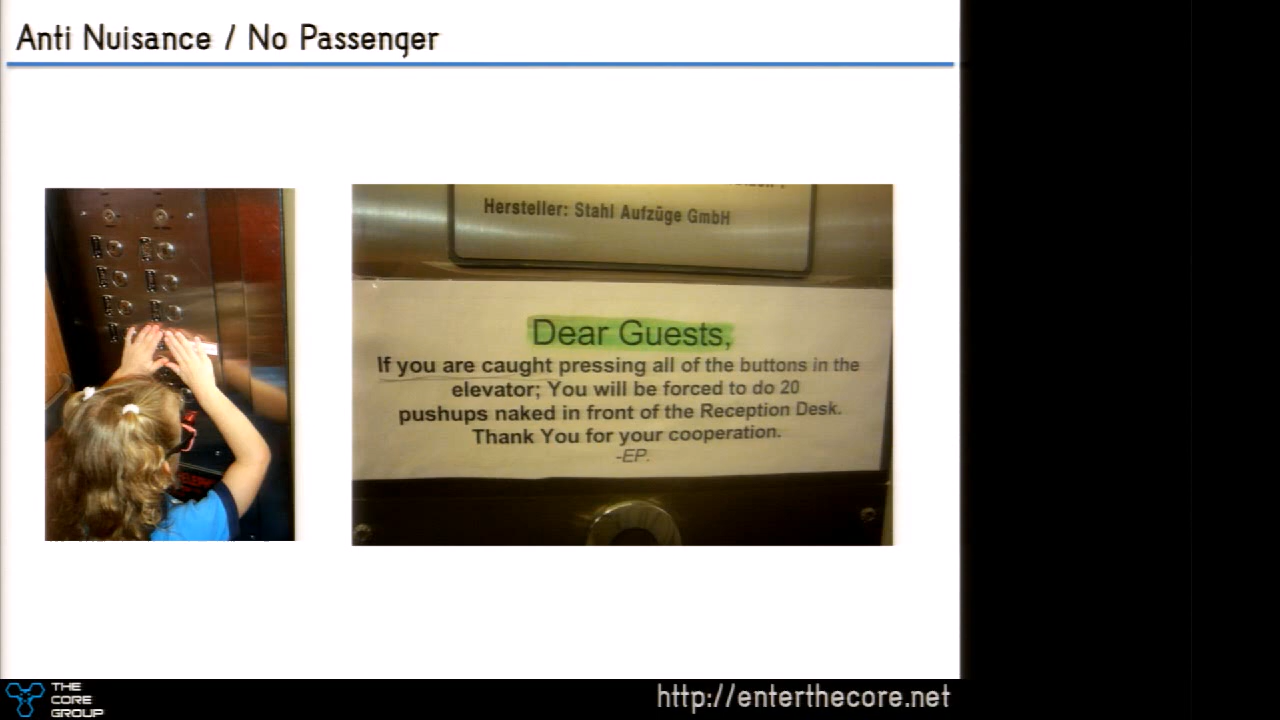 Anti Nuisance / No Passenger
Hersteller: Stahl Aufzüge GmbH
Dear Guests,
If you are caught pressing all of the buttons in the
elevator; You will be forced to do 20
pushups naked in front of the Reception Desk.
Thank You for your cooperation.
-EP.
THE
CORE
GROUP
http://enterthecore.net